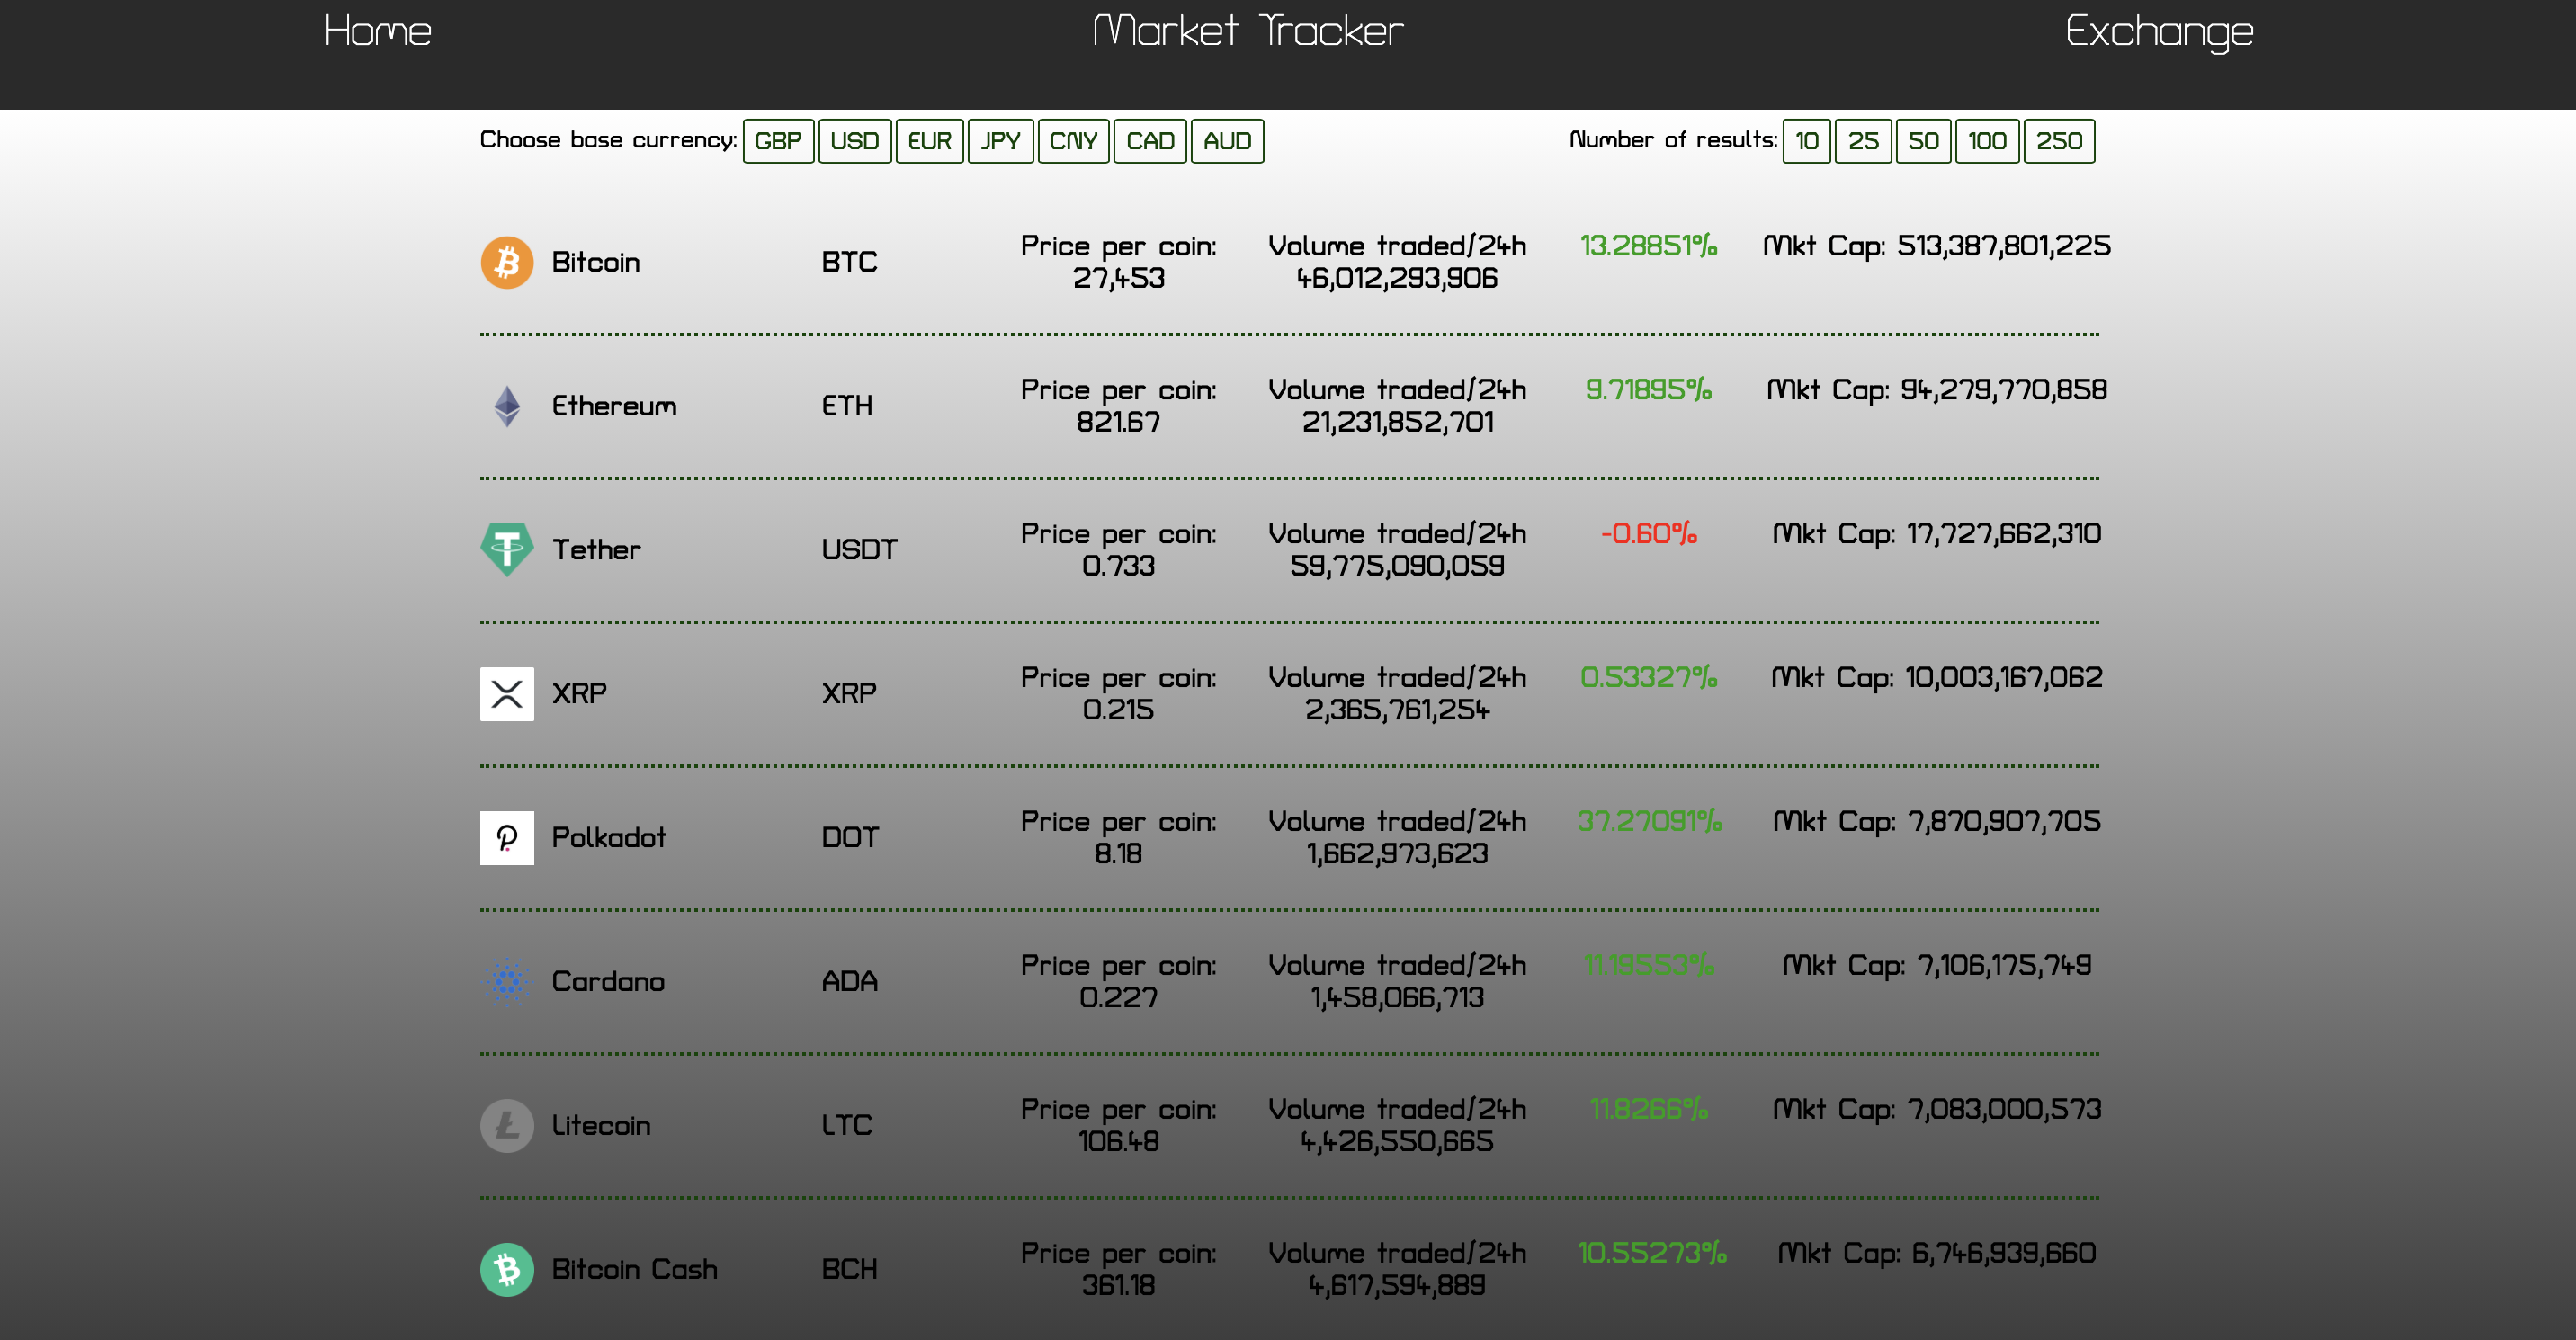 Home Market Tracker Exchange
Choose base currency: GBP USD EUR JPY CNY CAD AUD Number of results: 10 25 50 100 250
Bitcoin BTC Price per coin: Volume traded/24h 13.28851% Mkt Cap: 513,387,801,225
27,453 46,012,293,906
Ethereum ETH Price per coin: Volume traded/24h 9.71895% Mkt Cap: 94,279,770,858
821.67 21,231,852,701
Tether USDT Price per coin: Volume traded/24h -0.60% Mkt Cap: 17,727,662,310
0.733 59,775,090,059
XRP XRP Price per coin: Volume traded/24h 0.53327% Mkt Cap: 10,003,167,062
0.215 2,365,761,254
Polkadot DOT Price per coin: Volume traded/24h 37.27091% Mkt Cap: 7,870,907,705
8.18 1,662,973,623
Cardano ADA Price per coin: Volume traded/24h 11.19553% Mkt Cap: 7,106,175,749
0.227 1,458,066,713
Litecoin LTC Price per coin: Volume traded/24h 11.8266% Mkt Cap: 7,083,000,573
106.48 4,426,550,665
Bitcoin Cash BCH Price per coin: Volume traded/24h 10.55273% Mkt Cap: 6,746,939,660
361.18 4,617,594,889